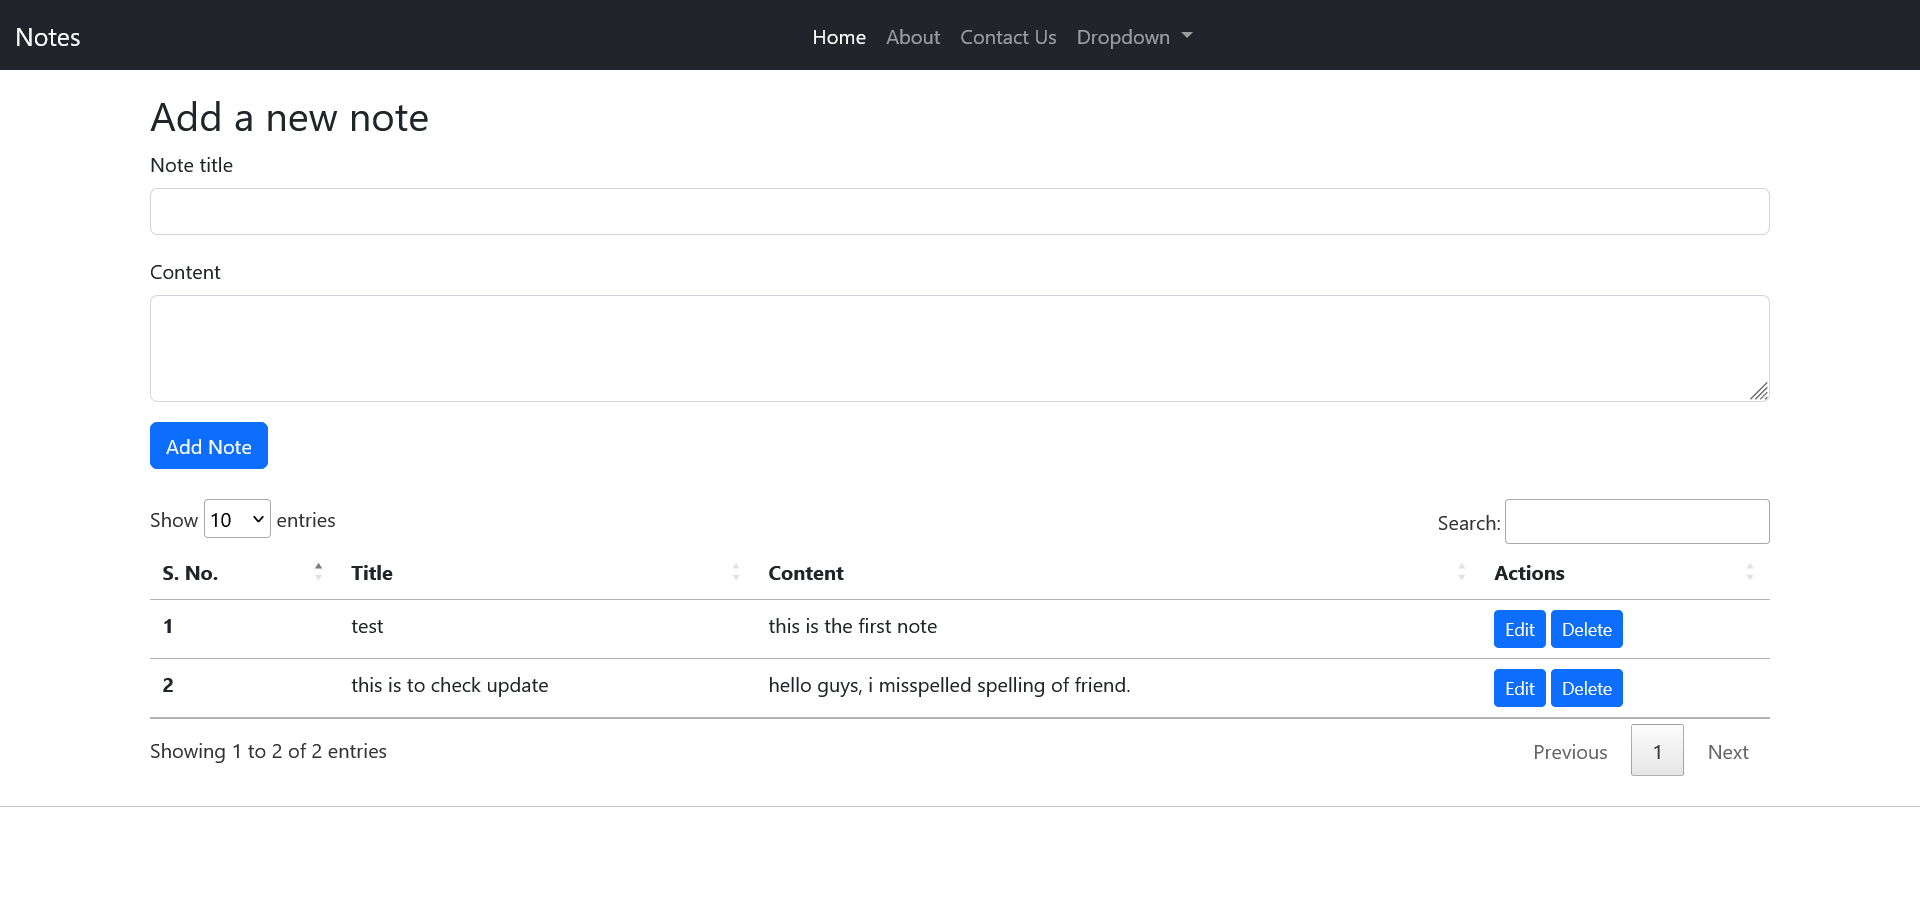 Notes Home About Contact Us Dropdown
Add a new note
Note title
Content
Add Note
Show 10 entries Search:
S. No. Title Content Actions
1 test this is the first note Edit Delete
2 this is to check update hello guys, i misspelled spelling of friend. Edit Delete
Showing 1 to 2 of 2 entries Previous 1 Next